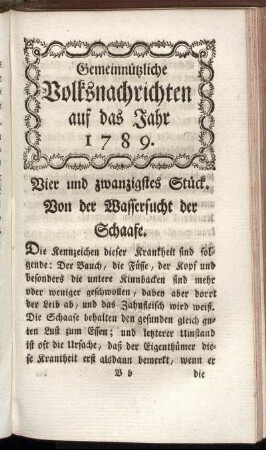 Gemeinnützliche
Volksnachrichten
auf das Jahr
1789.
Vier und zwanzigstes Stück.
Von der Wassersucht der
Schaafe.
Die Kennzeichen dieser Krankheit sind fol-
gende: Der Bauch, die Füsse, der Kopf und
besonders die untere Kinnbacken sind mehr
oder weniger geschwollen, dabey aber dorrt
der Leib ab, und das Zahnfleisch wird weiß.
Die Schaafe behalten den gesunden gleich gu-
ten Lust zum Essen; und letzterer Umstand
ist oft die Ursache, daß der Eigenthümer die-
se Krankheit erst alsdann bemerkt, wenn er
B b die